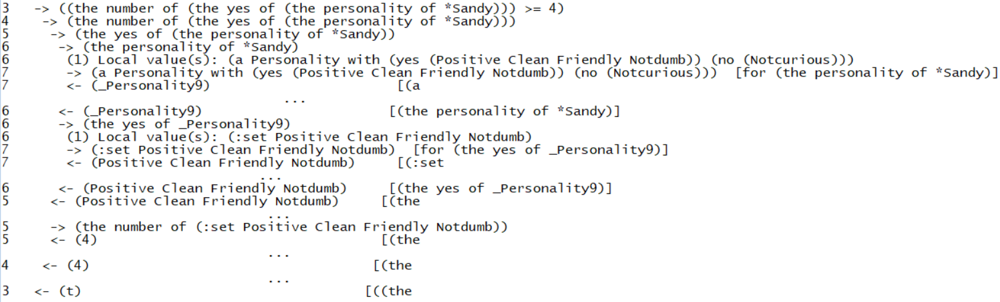 3   -> ((the number of (the yes of (the personality of *Sandy))) >= 4)
4    -> (the number of (the yes of (the personality of *Sandy)))
5     -> (the yes of (the personality of *Sandy))
6      -> (the personality of *Sandy)
6       (1) Local value(s): (a Personality with (yes (Positive Clean Friendly Notdumb)) (no (Notcurious)))
7       -> (a Personality with (yes (Positive Clean Friendly Notdumb)) (no (Notcurious)))  [for (the personality of *Sandy)]
7       <- (_Personality9)                       [(a
...
6      <- (_Personality9)                       [(the personality of *Sandy)]
6      -> (the yes of _Personality9)
6       (1) Local value(s): (:set Positive Clean Friendly Notdumb)
7       -> (:set Positive Clean Friendly Notdumb)  [for (the yes of _Personality9)]
7       <- (Positive Clean Friendly Notdumb)     [(:set
...
6      <- (Positive Clean Friendly Notdumb)     [(the yes of _Personality9)]
5     <- (Positive Clean Friendly Notdumb)     [(the
...
5     -> (the number of (:set Positive Clean Friendly Notdumb))
5     <- (4)                                   [(the
...
4    <- (4)                                   [(the
...
3   <- (t)                                   [((the